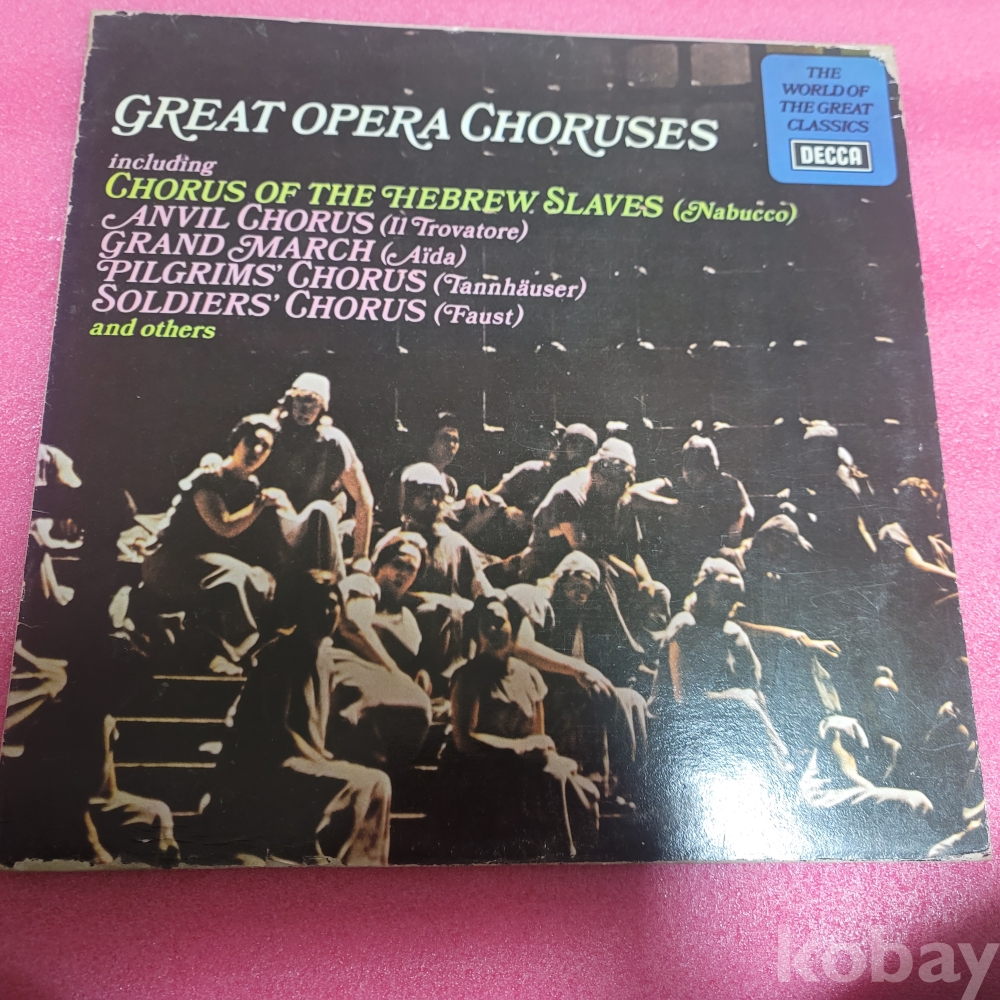 GREAT OPERA CHORUSES
including
CHORUS OF THE HEBREW SLAVES (Nabucco)
ANVIL CHORUS (Il Trovatore)
GRAND MARCH (Aïda)
PILGRIMS' CHORUS (Tannhäuser)
SOLDIERS' CHORUS (Faust)
and others
THE
WORLD OF
THE GREAT
CLASSICS
DECCA
kobay